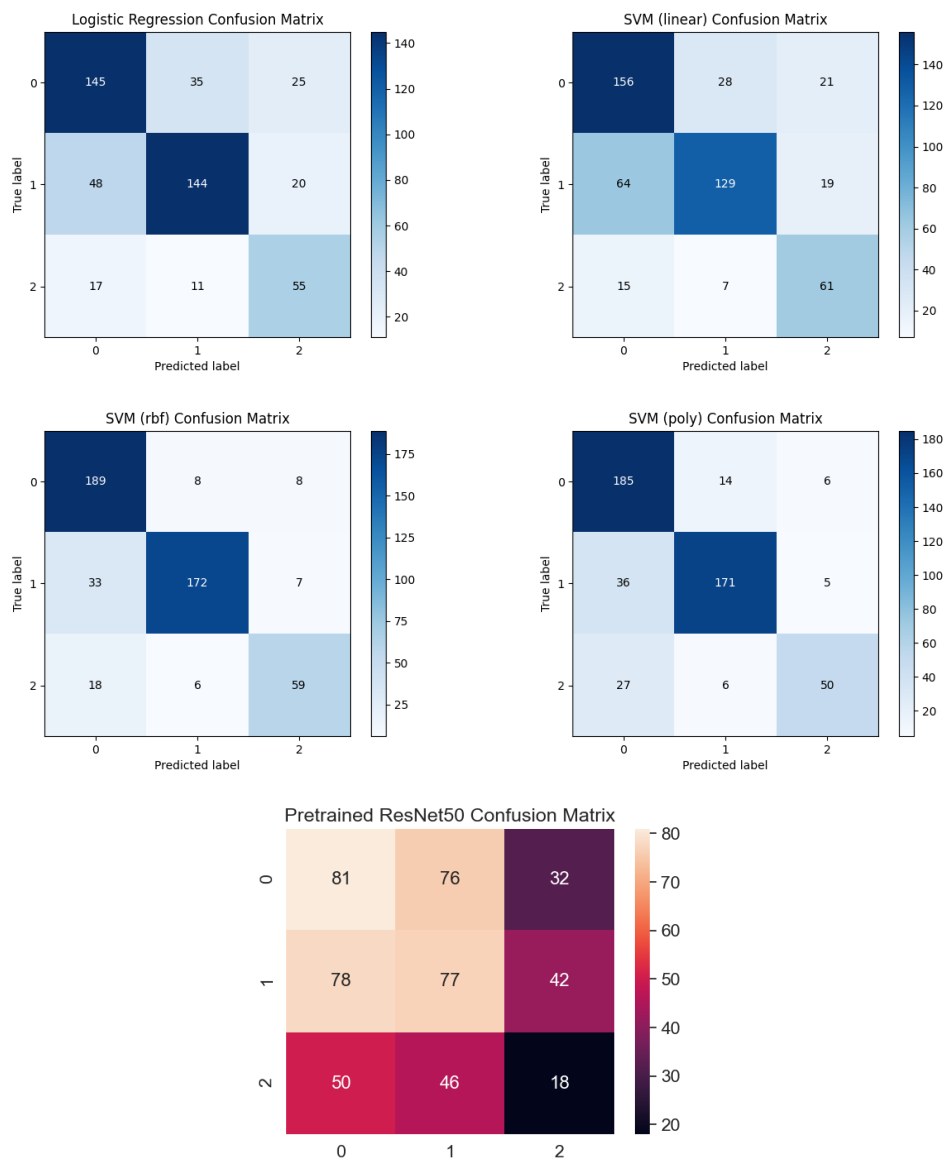 Logistic Regression Confusion Matrix
0 145 35 25 140
120
100
True label 1 48 144 20 80
60
2 17 11 55 40
20
0 1 2
Predicted label
SVM (linear) Confusion Matrix
0 156 28 21 140
120
100
True label 1 64 129 19 80
60
2 15 7 61 40
20
0 1 2
Predicted label
SVM (rbf) Confusion Matrix
0 189 8 8 175
150
125
True label 1 33 172 7 100
75
2 18 6 59 50
25
0 1 2
Predicted label
SVM (poly) Confusion Matrix
0 185 14 6 180
160
140
120
True label 1 36 171 5 100
80
60
2 27 6 50 40
20
0 1 2
Predicted label
Pretrained ResNet50 Confusion Matrix
80
0 81 76 32 70
60
1 78 77 42 50
40
2 50 46 18 30
20
0 1 2